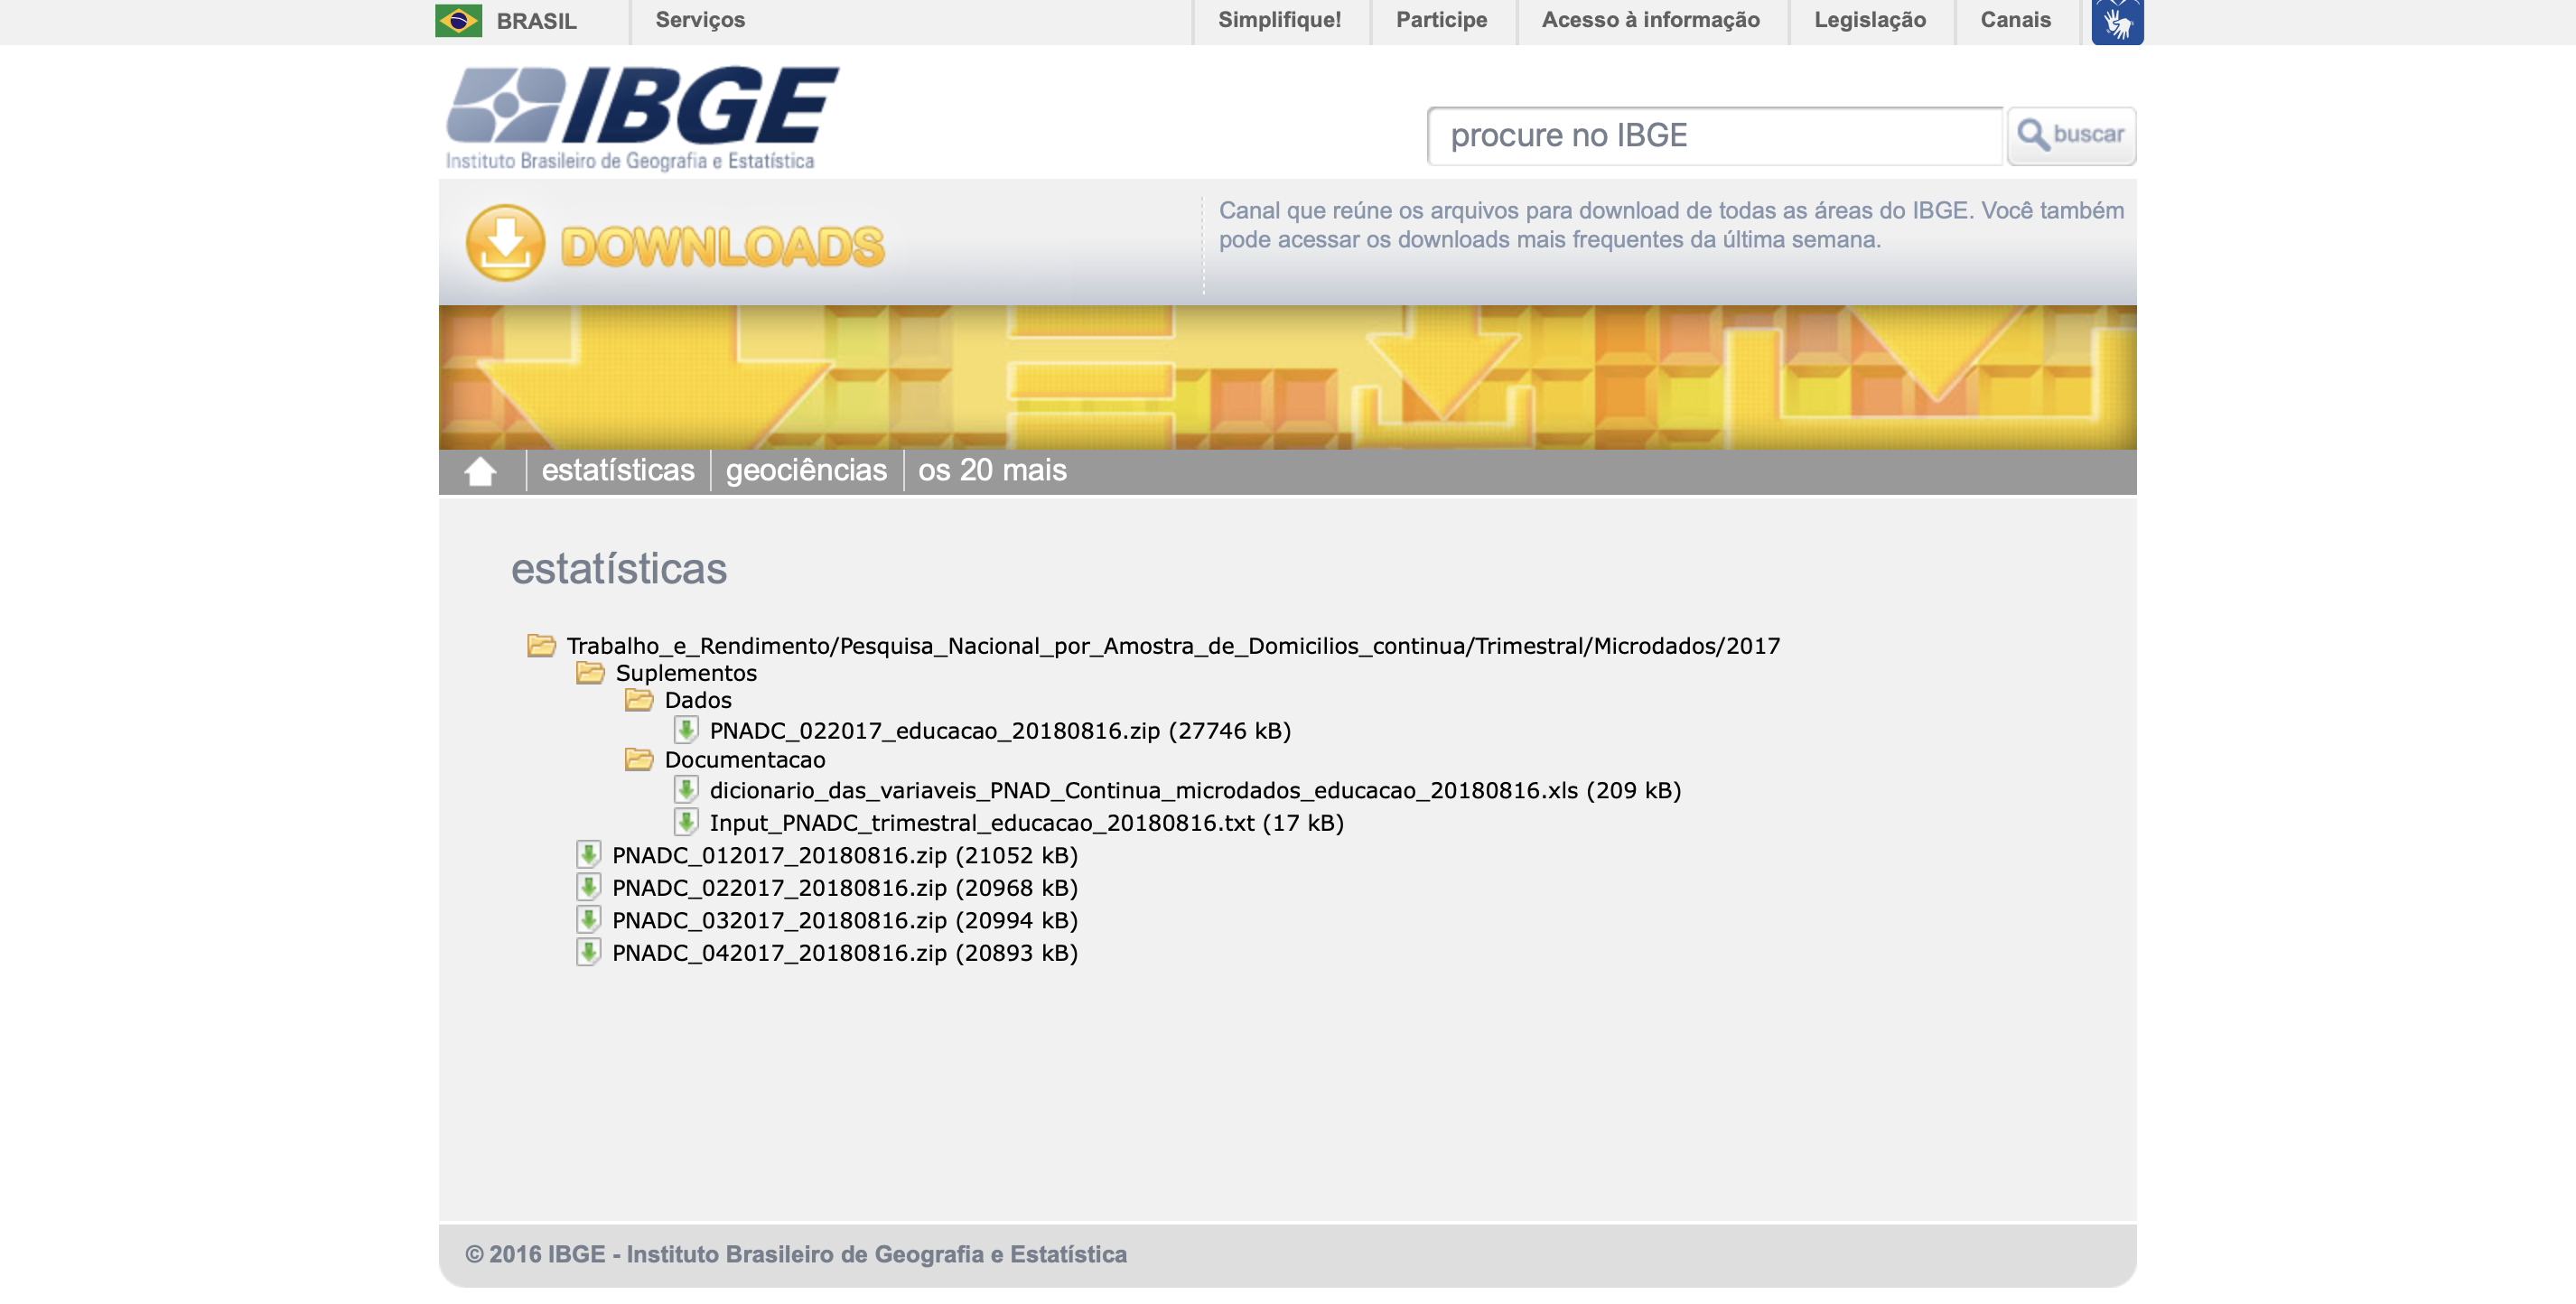 BRASIL Serviços Simplifique! Participe Acesso à informação Legislação Canais
IBGE
Instituto Brasileiro de Geografia e Estatística
procure no IBGE buscar
DOWNLOADS
Canal que reúne os arquivos para download de todas as áreas do IBGE. Você também
pode acessar os downloads mais frequentes da última semana.
estatísticas geociências os 20 mais
estatísticas
Trabalho_e_Rendimento/Pesquisa_Nacional_por_Amostra_de_Domicilios_continua/Trimestral/Microdados/2017
Suplementos
Dados
PNADC_022017_educacao_20180816.zip (27746 kB)
Documentacao
dicionario_das_variaveis_PNAD_Continua_microdados_educacao_20180816.xls (209 kB)
Input_PNADC_trimestral_educacao_20180816.txt (17 kB)
PNADC_012017_20180816.zip (21052 kB)
PNADC_022017_20180816.zip (20968 kB)
PNADC_032017_20180816.zip (20994 kB)
PNADC_042017_20180816.zip (20893 kB)
© 2016 IBGE - Instituto Brasileiro de Geografia e Estatística